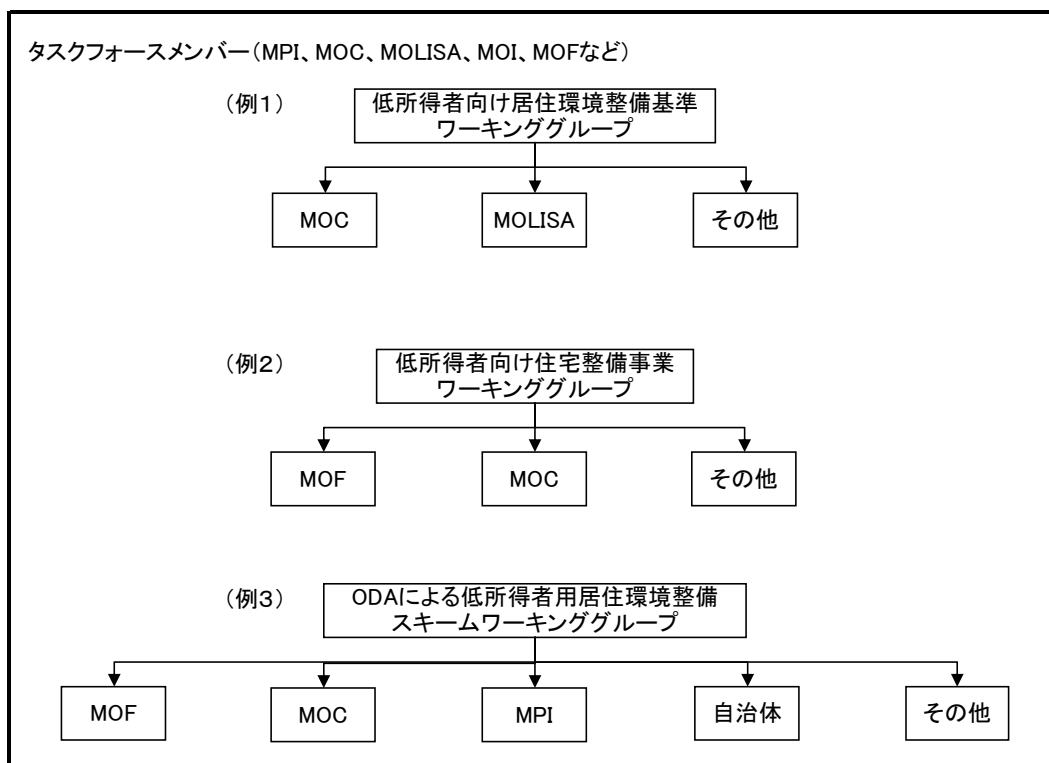 タスクフォースメンバー(MPI、MOC、MOLISA、MOI、MOFなど)
(例1)
低所得者向け居住環境整備基準
ワーキンググループ
MOC
MOLISA
その他
(例2)
低所得者向け住宅整備事業
ワーキンググループ
MOF
MOC
その他
(例3)
ODAによる低所得者用居住環境整備
スキームワーキンググループ
MOF
MOC
MPI
自治体
その他